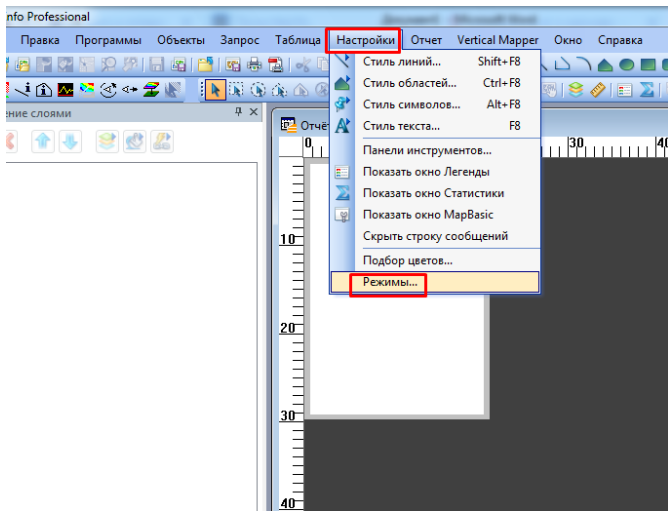 nfo Professional
Правка Программы Объекты Запрос Таблица Настройки Отчет Vertical Mapper Окно Справка
Стиль линий... Shift+F8
Стиль областей... Ctrl+F8
ение слоями
Стиль символов... Alt+F8
Отчё
Стиль текста... F8
0 30 40
Панели инструментов...
Показать окно Легенды
Показать окно Статистики
Показать окно MapBasic
Скрыть строку сообщений
10
Подбор цветов...
Режимы...
20
30
40